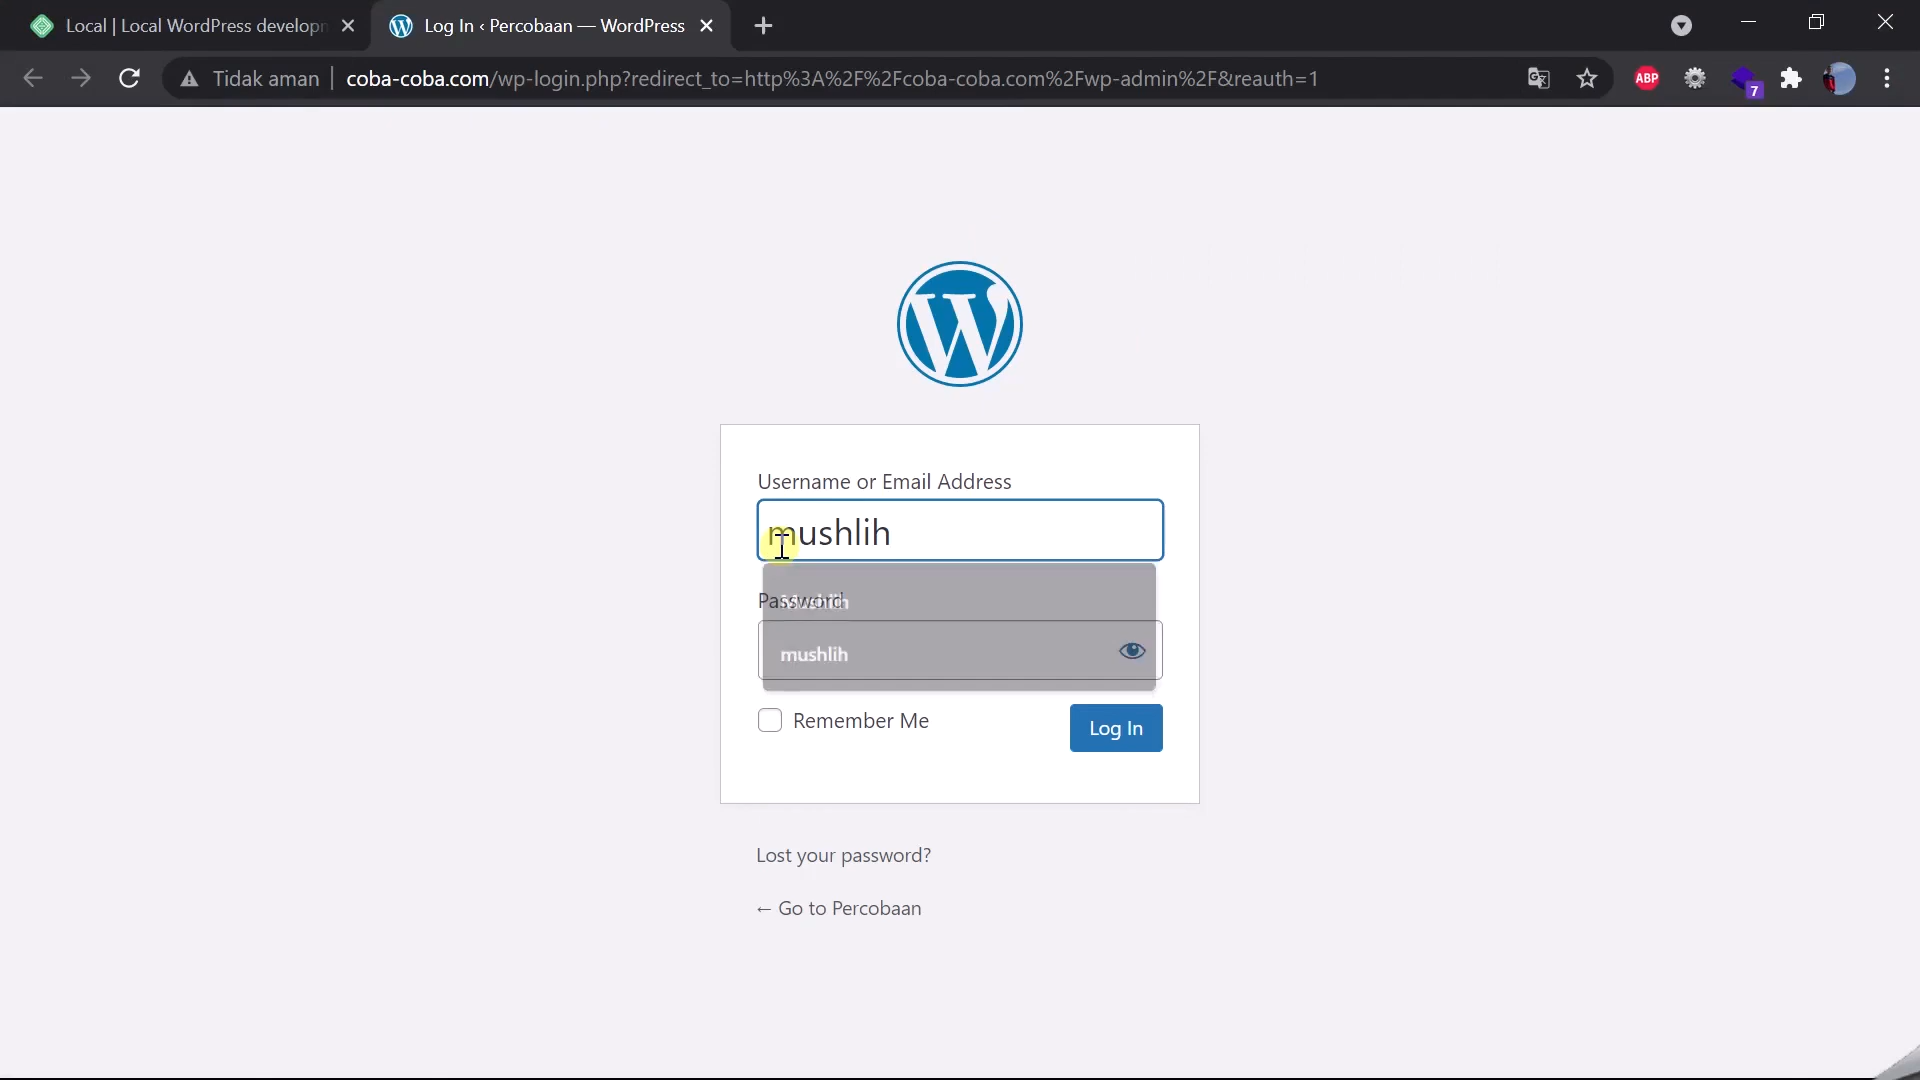 Local | Local WordPress developn
Log In ‹ Percobaan — WordPress
Tidak aman
coba-coba.com/wp-login.php?redirect_to=http%3A%2F%2Fcoba-coba.com%2Fwp-admin%2F&reauth=1
ABP
7
Username or Email Address
mushlih
Password
Mushlih
mushlih
Remember Me
Log In
Lost your password?
← Go to Percobaan